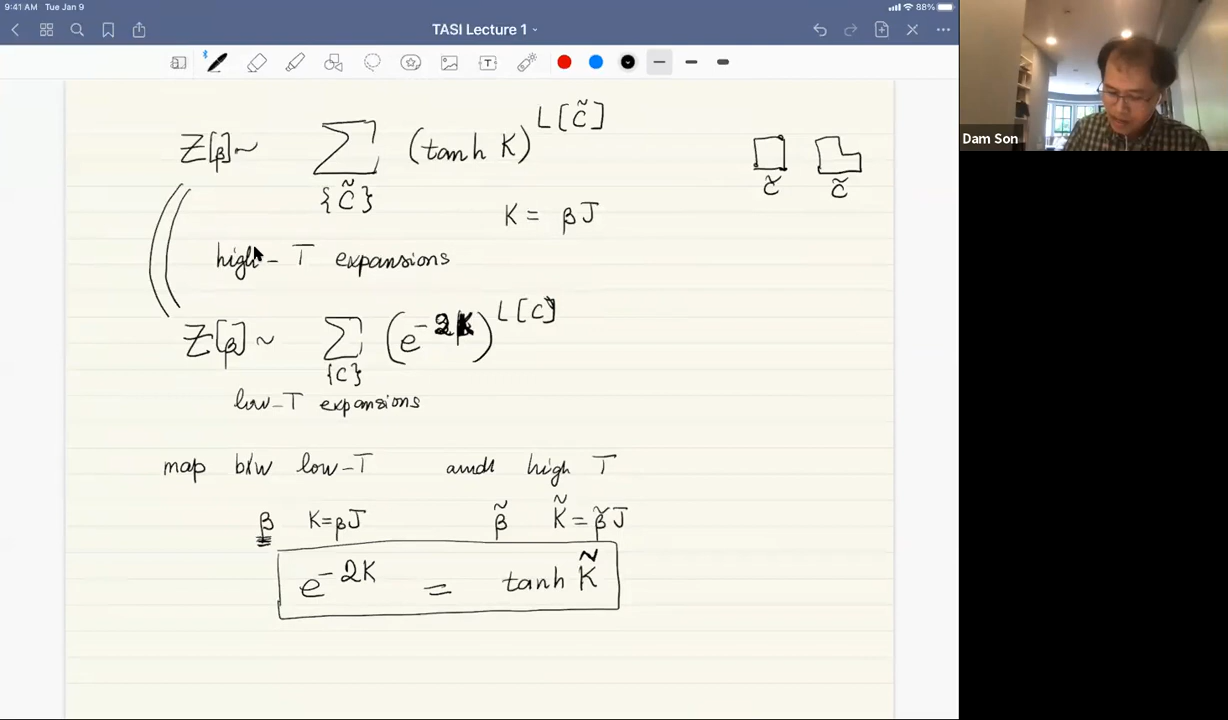 9:41 AM Tue Jan 9
88%
TASI Lecture 1
Dam Son
Z[β] ~ Σ (tanh K)^L[C̃]
{C̃}
C̃ C̃
K = βJ
high-T expansions
Z[β] ~ Σ (e^-2K)^L[C]
{C}
low-T expansions
map b/w low-T and high T
β K=βJ β̃ K̃ = β̃J
e^-2K = tanh K̃